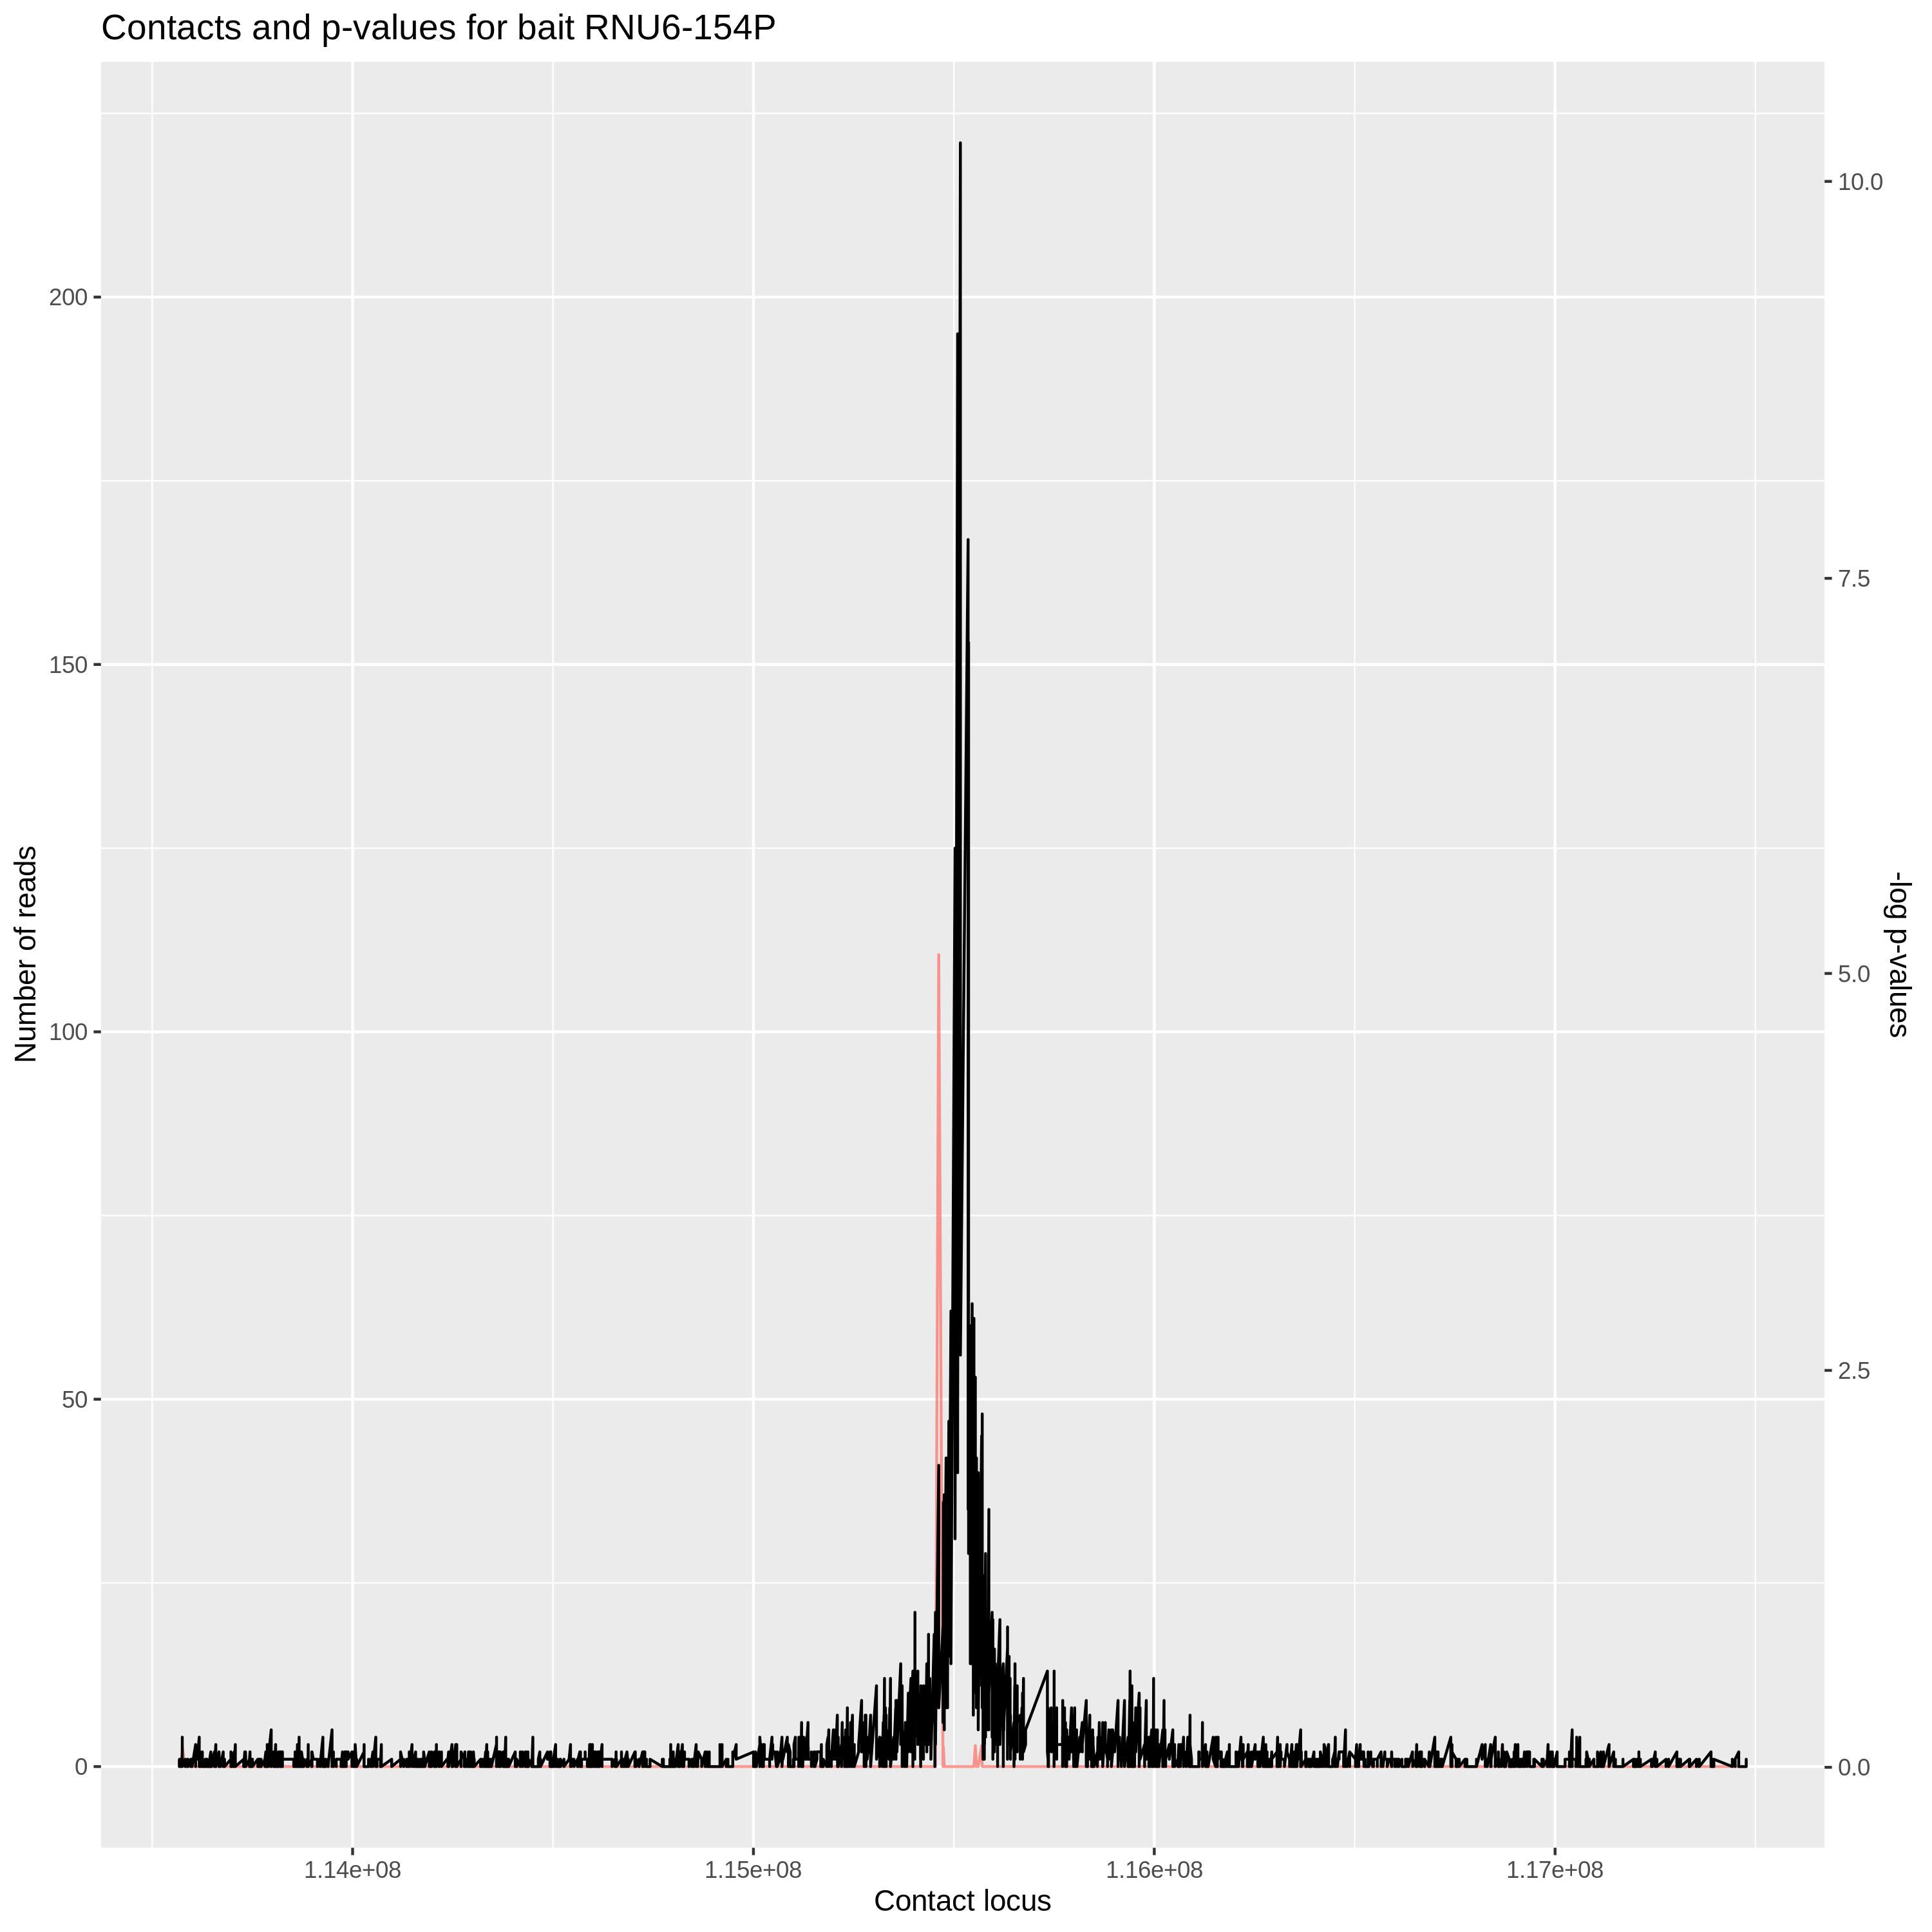 Contacts and p-values for bait RNU6-154P
10.0
200
7.5
150
Number of reads
-log p-values
5.0
100
2.5
50
0
0.0
1.14e+08 1.15e+08 1.16e+08 1.17e+08
Contact locus